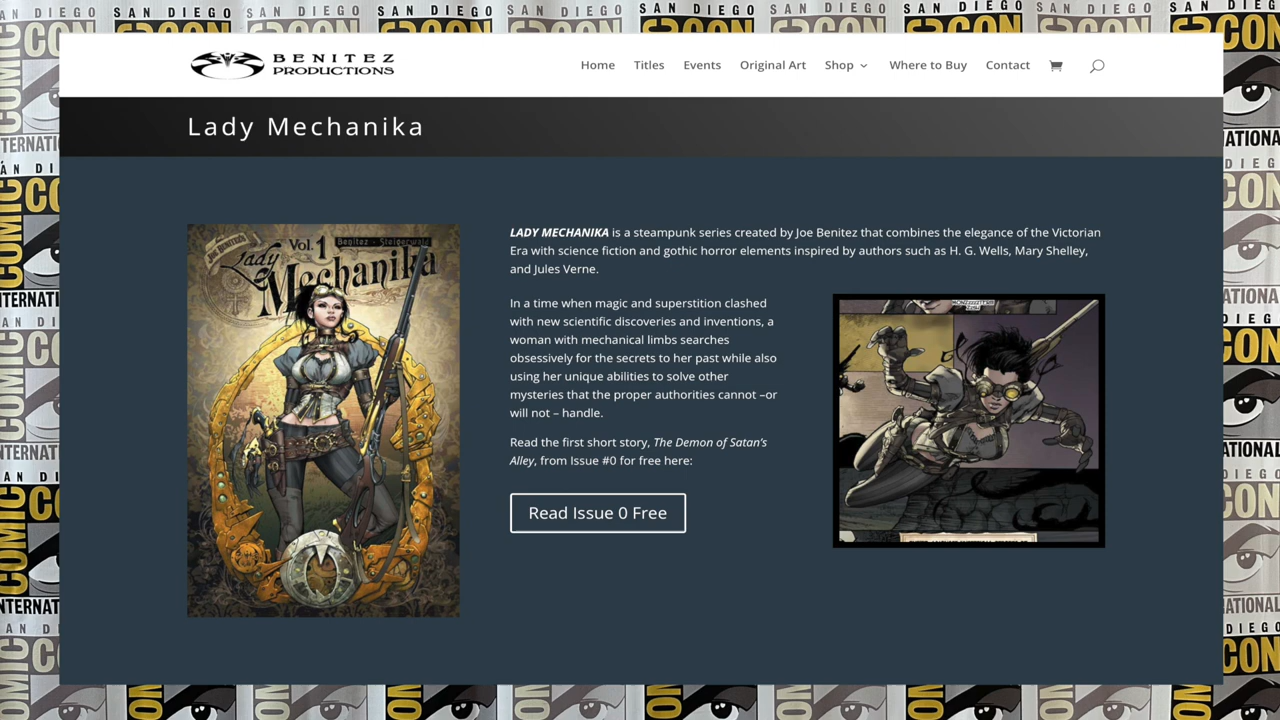 BENITEZ
PRODUCTIONS
Home
Titles
Events
Original Art
Shop
Where to Buy
Contact
Lady Mechanika
JOE BENITEZ'S
Vol. 1
Benitez - Steigerwald
Lady
Mechanika
LADY MECHANIKA is a steampunk series created by Joe Benitez that combines the elegance of the Victorian
Era with science fiction and gothic horror elements inspired by authors such as H. G. Wells, Mary Shelley,
and Jules Verne.
In a time when magic and superstition clashed
with new scientific discoveries and inventions, a
woman with mechanical limbs searches
obsessively for the secrets to her past while also
using her unique abilities to solve other
mysteries that the proper authorities cannot –or
will not – handle.
Read the first short story, The Demon of Satan's
Alley, from Issue #0 for free here:
Read Issue 0 Free
SAN DIEGO
COMIC
CON
INTERNATIONAL